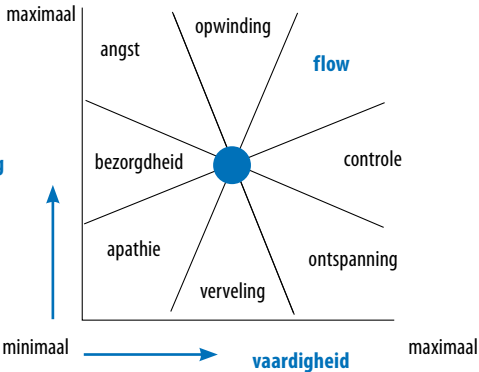 maximaal
opwinding
angst
flow
bezorgdheid
controle
apathie
ontspanning
verveling
minimaal
vaardigheid
maximaal